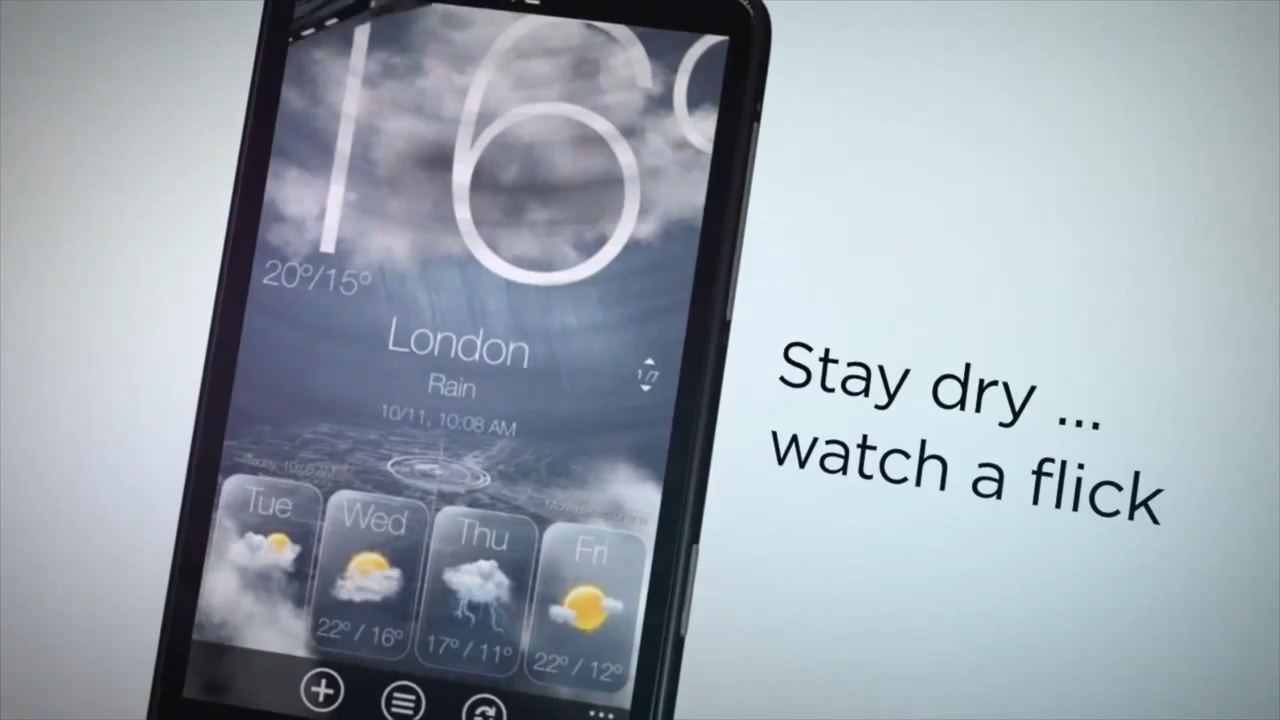 16°
20°/15°
London
Rain
1/7
10/11, 10:08 AM
Tue
Wed
Thu
Fri
22° / 16°
17° / 11°
22° / 12°
Stay dry ...
watch a flick